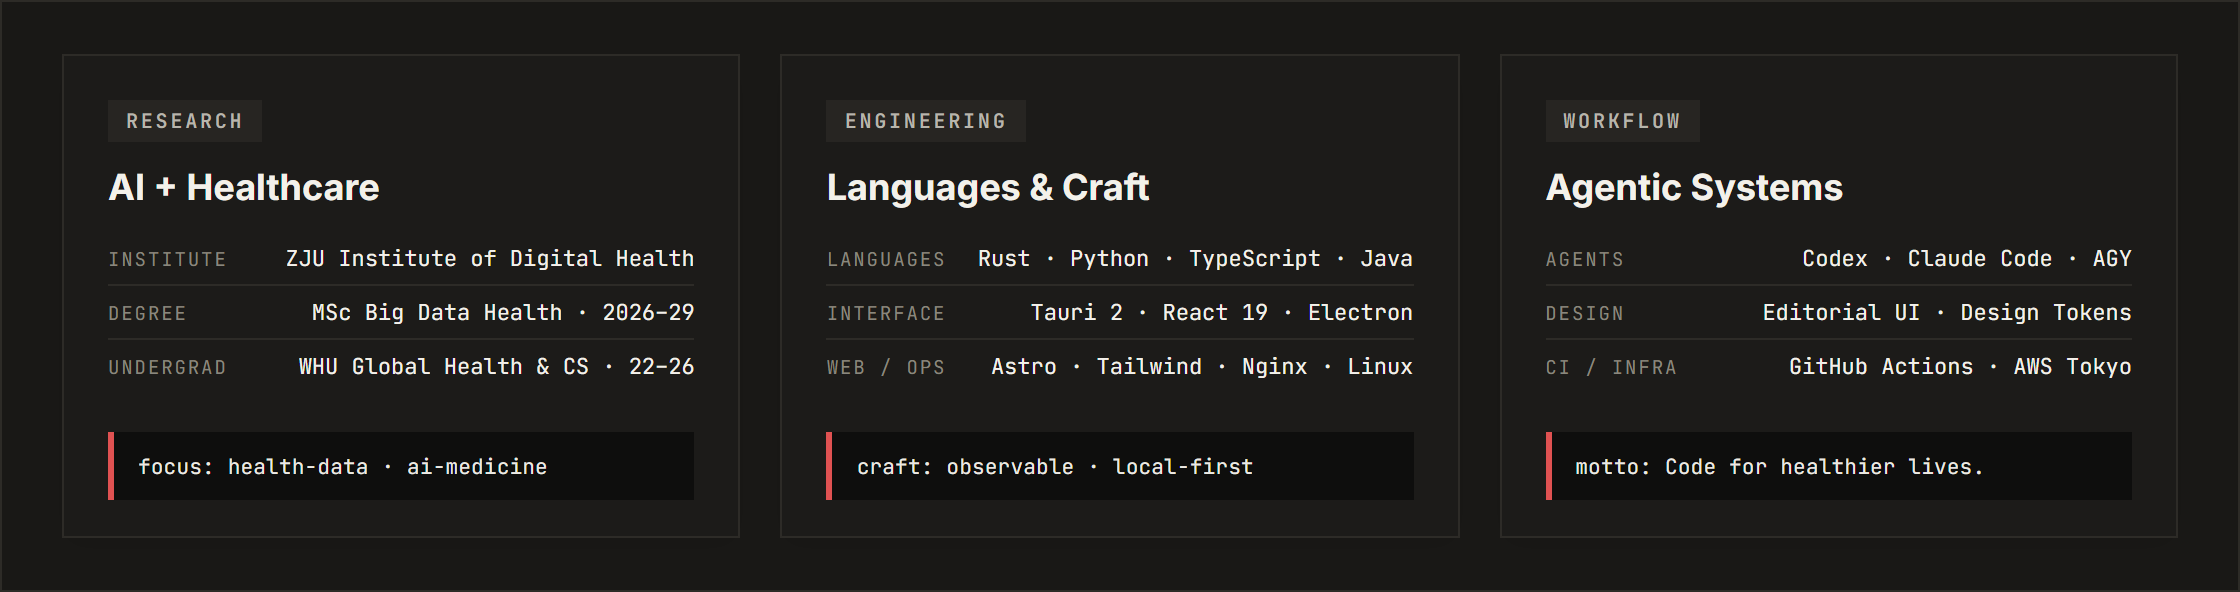 RESEARCH
AI + Healthcare
INSTITUTE ZJU Institute of Digital Health
DEGREE MSc Big Data Health · 2026–29
UNDERGRAD WHU Global Health & CS · 22–26
focus: health-data · ai-medicine
ENGINEERING
Languages & Craft
LANGUAGES Rust · Python · TypeScript · Java
INTERFACE Tauri 2 · React 19 · Electron
WEB / OPS Astro · Tailwind · Nginx · Linux
craft: observable · local-first
WORKFLOW
Agentic Systems
AGENTS Codex · Claude Code · AGY
DESIGN Editorial UI · Design Tokens
CI / INFRA GitHub Actions · AWS Tokyo
motto: Code for healthier lives.